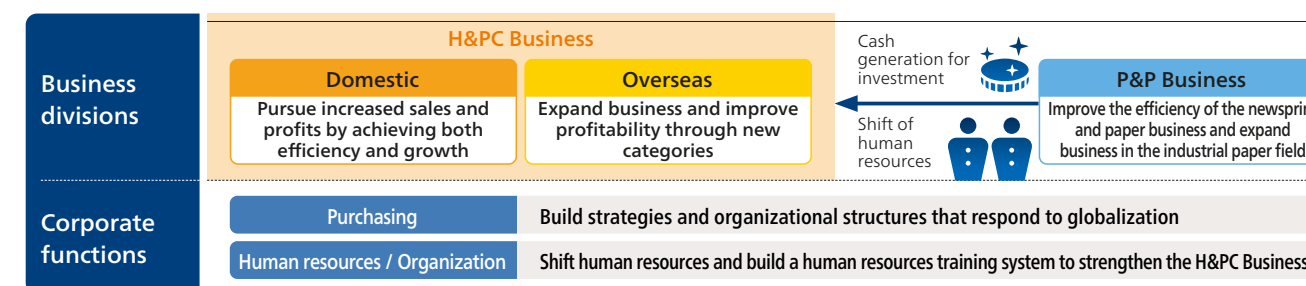 Business
divisions
H&PC Business
Domestic
Pursue increased sales and
profits by achieving both
efficiency and growth
Overseas
Expand business and improve
profitability through new
categories
Cash
generation for
investment
Shift of
human
resources
P&P Business
Improve the efficiency of the
and paper business and expand
business in the industrial paper field
Corporate
functions
Purchasing
Build strategies and organizational structures that respond to globalization
Human resources / Organization
Shift human resources and build a human resources training system to strengthen the H&PC Business